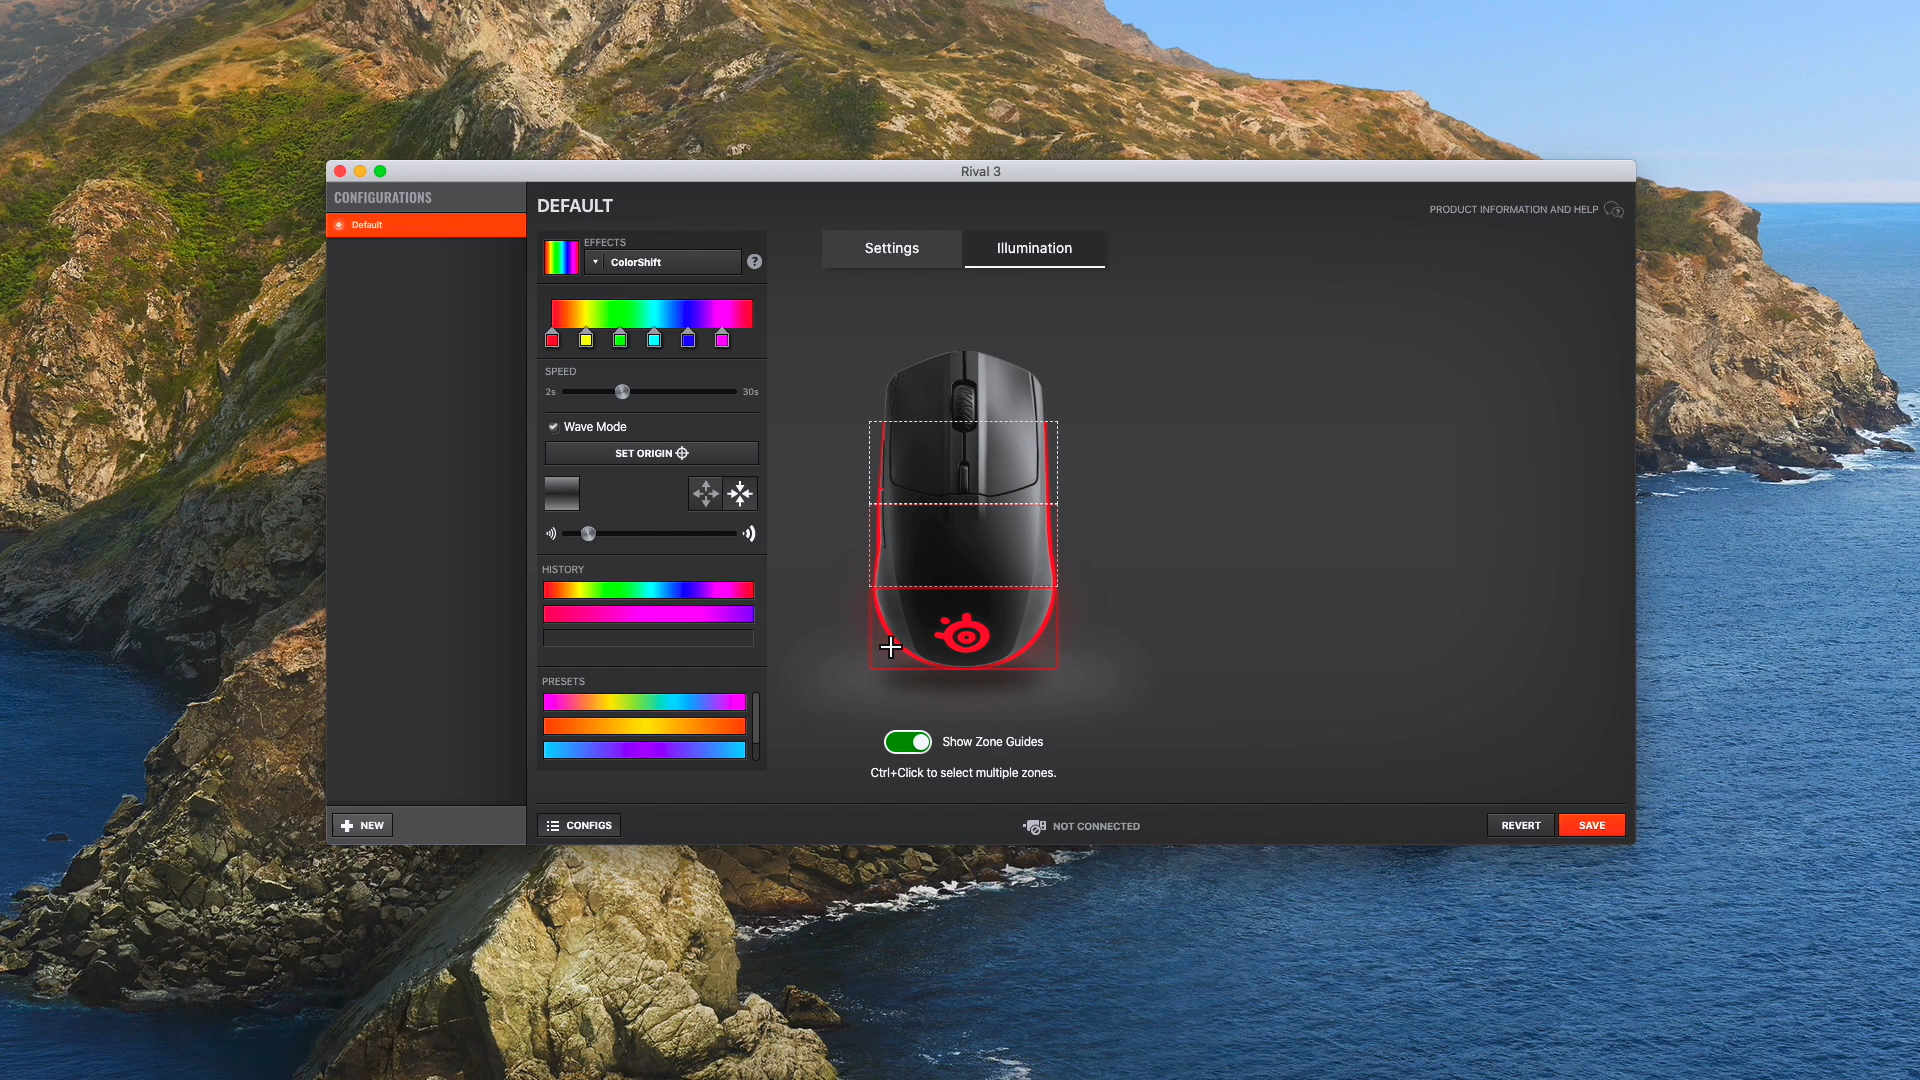 Rival 3
CONFIGURATIONS
Default
DEFAULT
PRODUCT INFORMATION AND HELP
EFFECTS
ColorShift
?
Settings
Illumination
SPEED
2s
30s
Wave Mode
SET ORIGIN
HISTORY
PRESETS
Show Zone Guides
Ctrl+Click to select multiple zones.
NEW
CONFIGS
NOT CONNECTED
REVERT
SAVE